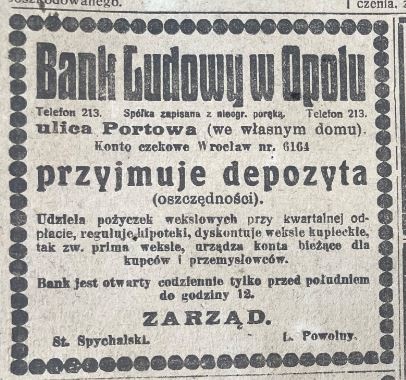 czenia,
Bank Ludowy w Opolu
Telefon 213. Spółka zapisana z nieogr. poręką. Telefon 213.
ulica Portowa (we własnym domu).
Konto czekowe Wrocław nr. 6164
przyjmuje depozyta
(oszczędności).
Udziela pożyczek wekslowych przy kwartalnej od-
płacie, reguluje hipoteki, dyskontuje weksle kupieckie,
tak zw. prima weksle, urządza konta bieżące dla
kupców i przemysłowców.
Bank jest otwarty codziennie tylko przed południem
do godziny 12.
ZARZĄD.
St. Spychalski. L. Powolny.